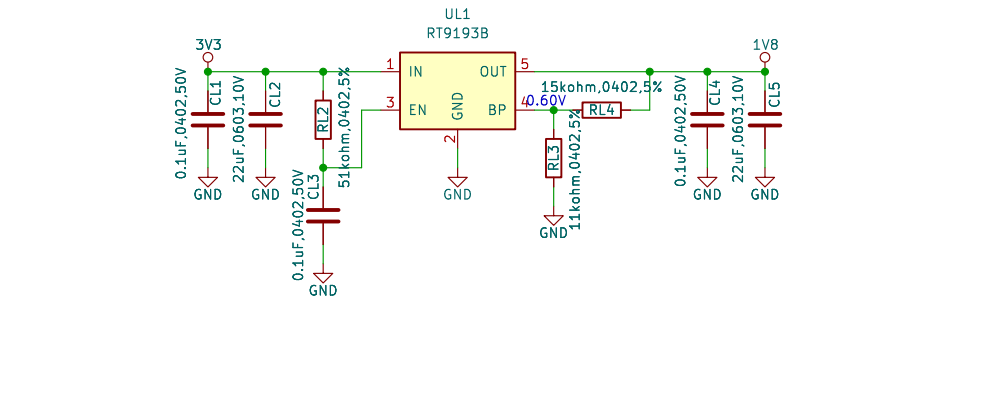 UL1
RT9193B
3V3
1V8
1
IN
OUT
5
3
EN
GND
BP
4
0.60V
2
0.1uF,0402,50V
CL1
22uF,0603,10V
CL2
RL2
51kohm,0402,5%
15kohm,0402,5%
RL4
RL3
11kohm,0402,5%
0.1uF,0402,50V
CL4
22uF,0603,10V
CL5
0.1uF,0402,50V
CL3
GND
GND
GND
GND
GND
GND
GND